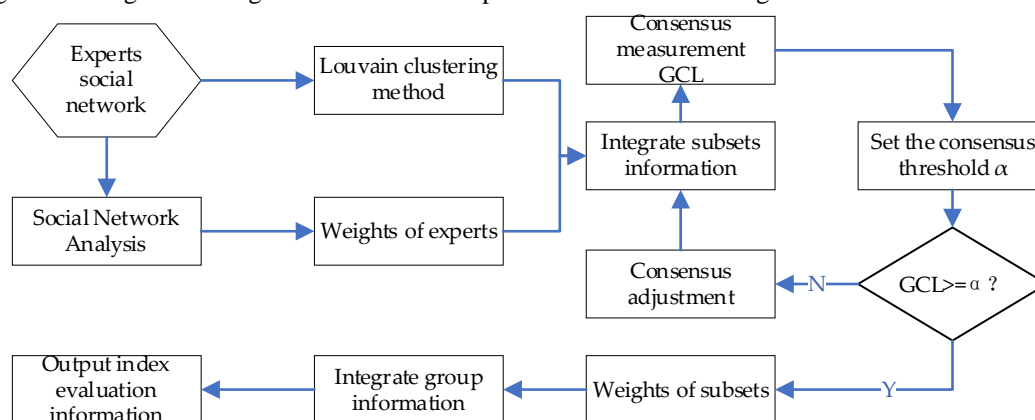 Experts
social
network
Louvain clustering
method
Consensus
measurement
GCL
Integrate subsets
information
Set the consensus
threshold α
Social Network
Analysis
Weights of experts
Consensus
adjustment
N
GCL>= α ?
Output index
evaluation
information
Integrate group
information
Weights of subsets
Y